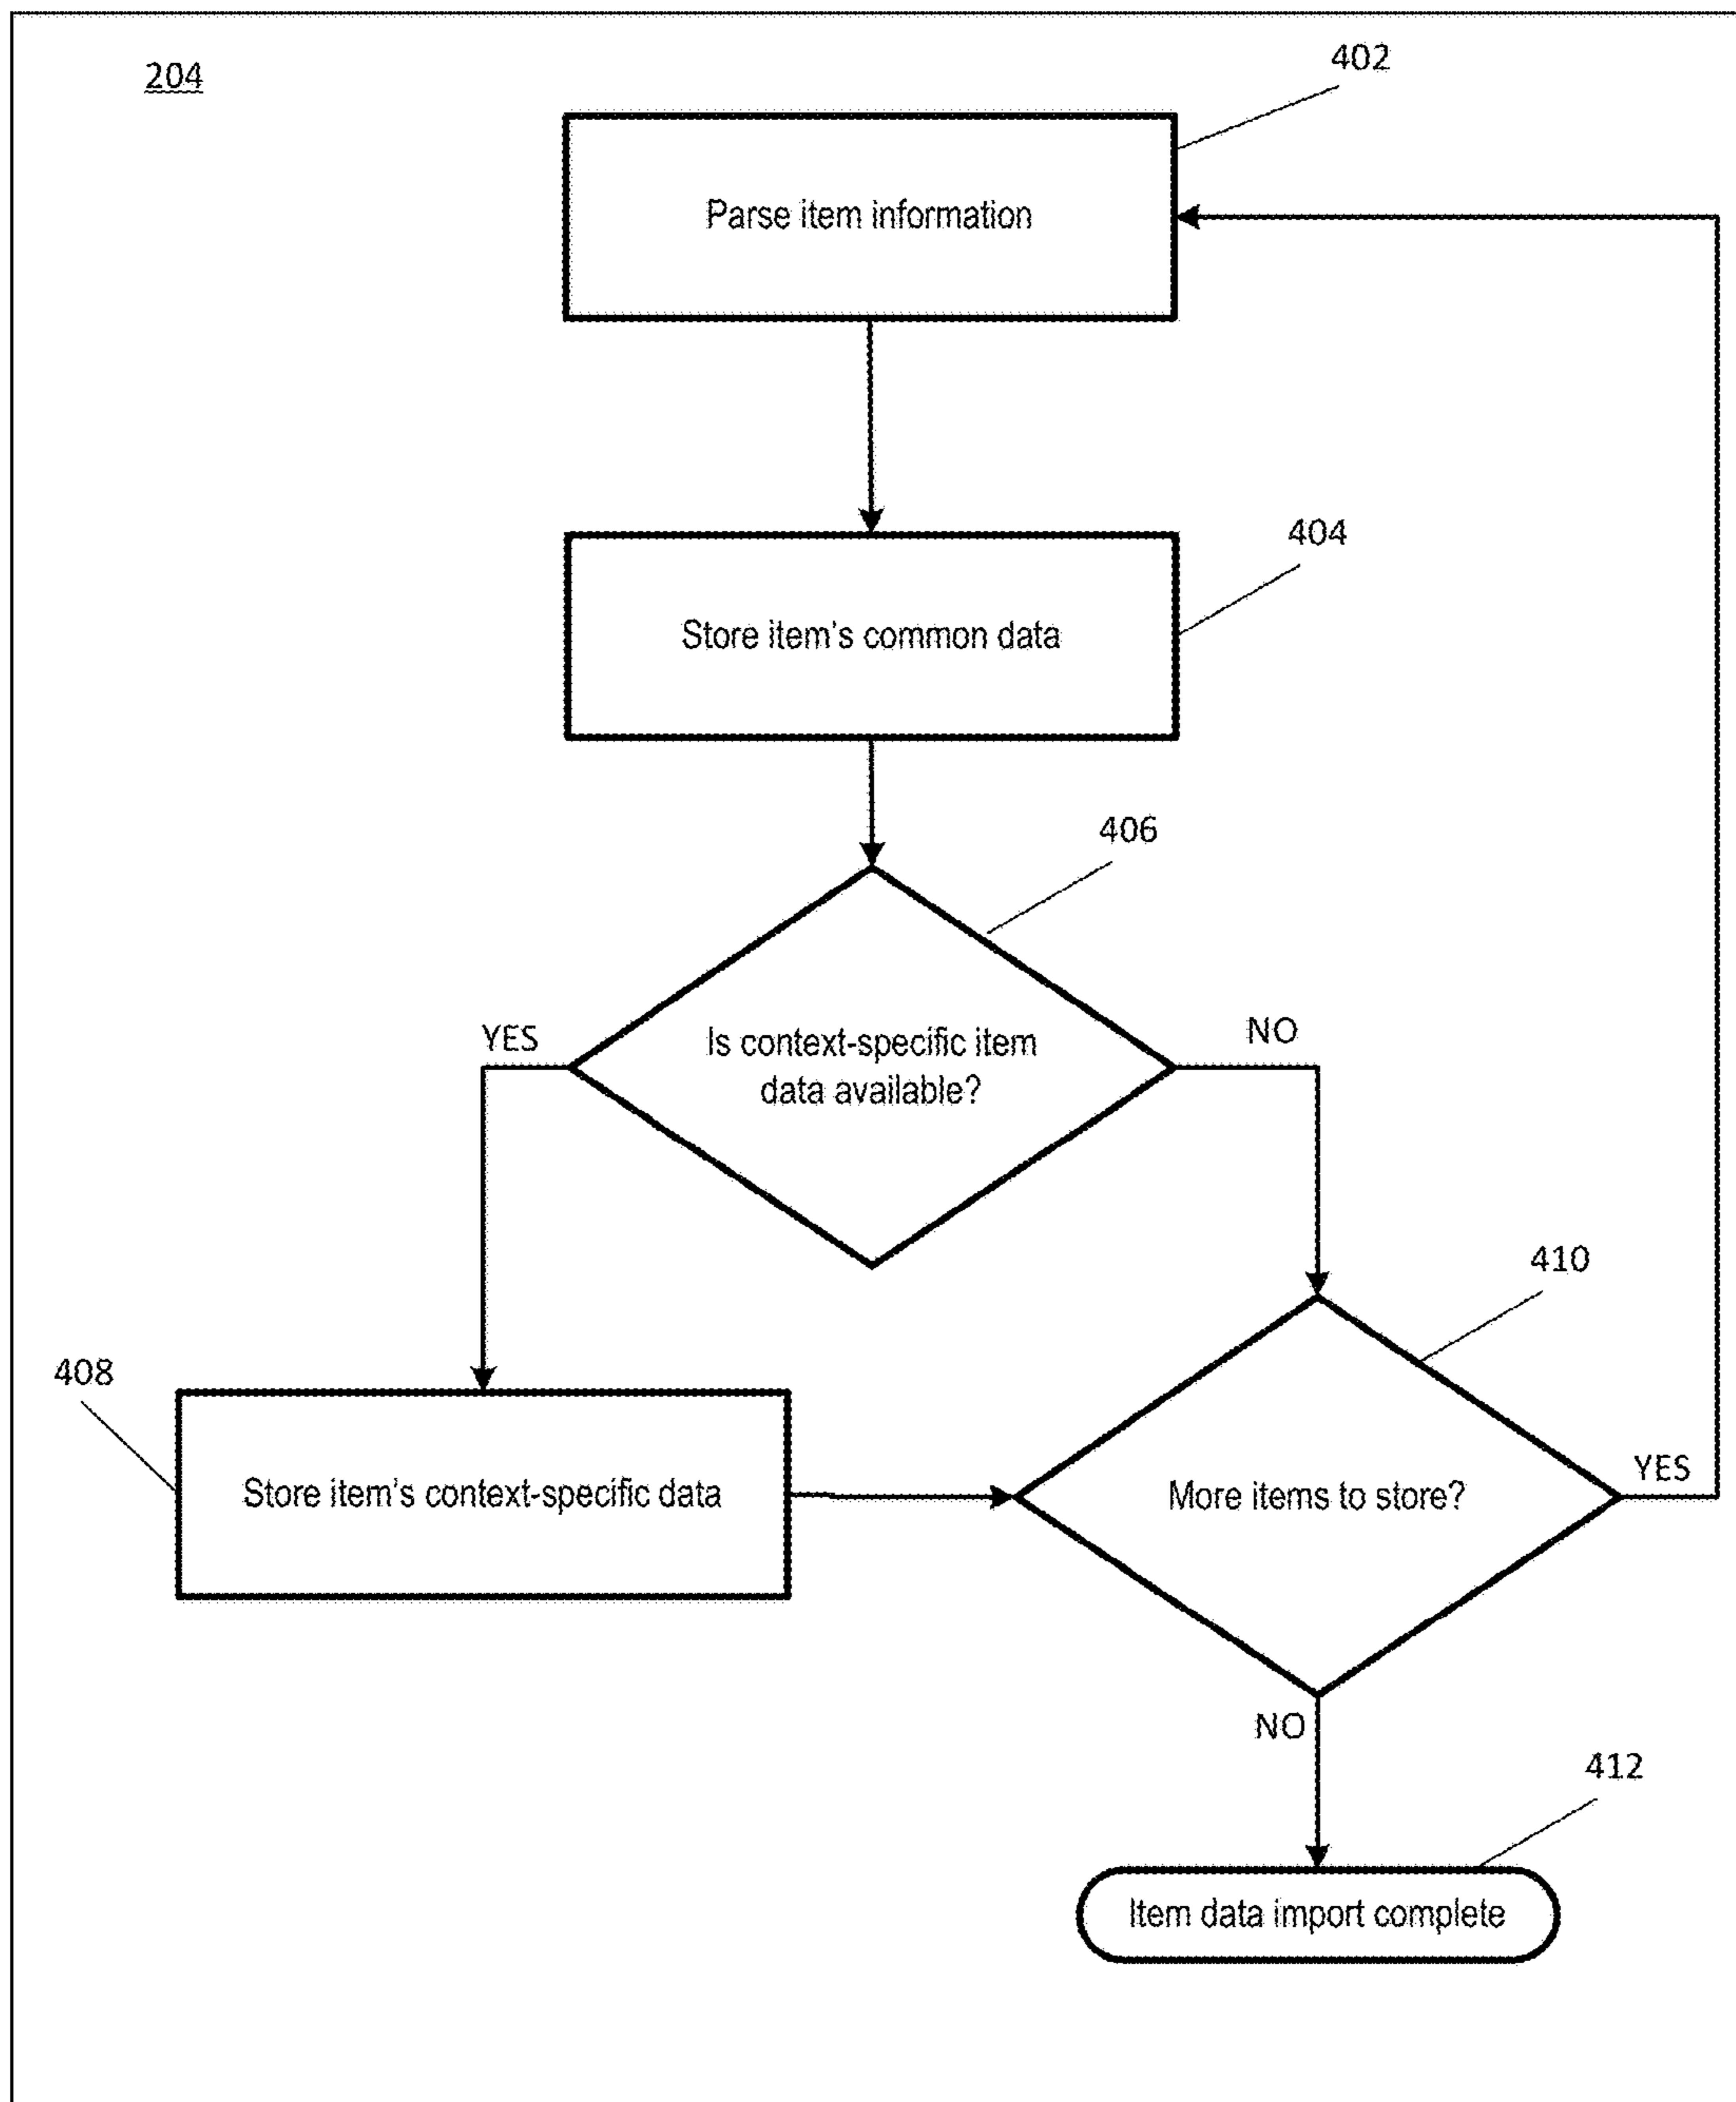 204
402
Parse item information
404
Store item's common data
406
YES
NO
Is context-specific item
data available?
410
408
Store item's context-specific data
More items to store?
YES
NO
412
Item data import complete